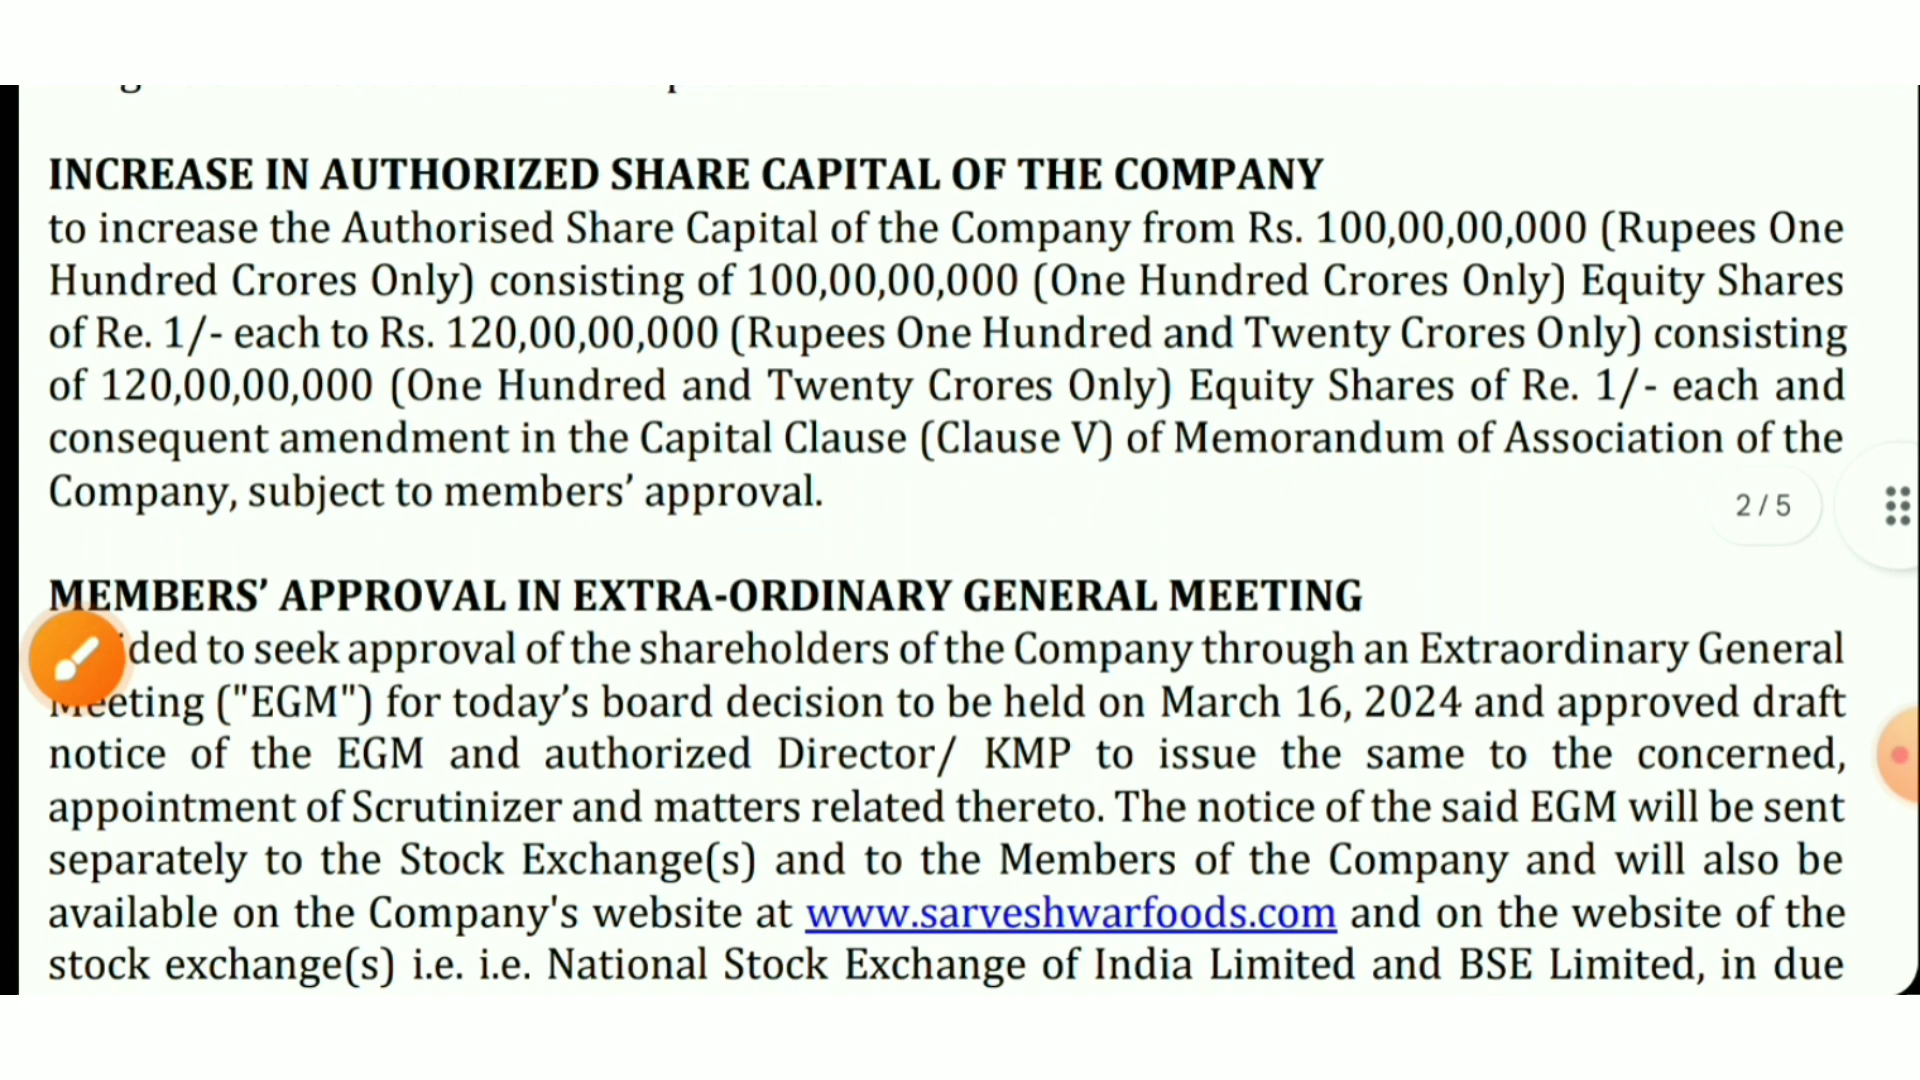 INCREASE IN AUTHORIZED SHARE CAPITAL OF THE COMPANY
to increase the Authorised Share Capital of the Company from Rs. 100,00,00,000 (Rupees One
Hundred Crores Only) consisting of 100,00,00,000 (One Hundred Crores Only) Equity Shares
of Re. 1/- each to Rs. 120,00,00,000 (Rupees One Hundred and Twenty Crores Only) consisting
of 120,00,00,000 (One Hundred and Twenty Crores Only) Equity Shares of Re. 1/- each and
consequent amendment in the Capital Clause (Clause V) of Memorandum of Association of the
Company, subject to members’ approval.
2 / 5
MEMBERS’ APPROVAL IN EXTRA-ORDINARY GENERAL MEETING
ded to seek approval of the shareholders of the Company through an Extraordinary General
Meeting ("EGM") for today’s board decision to be held on March 16, 2024 and approved draft
notice of the EGM and authorized Director/ KMP to issue the same to the concerned,
appointment of Scrutinizer and matters related thereto. The notice of the said EGM will be sent
separately to the Stock Exchange(s) and to the Members of the Company and will also be
available on the Company's website at www.sarveshwarfoods.com and on the website of the
stock exchange(s) i.e. i.e. National Stock Exchange of India Limited and BSE Limited, in due